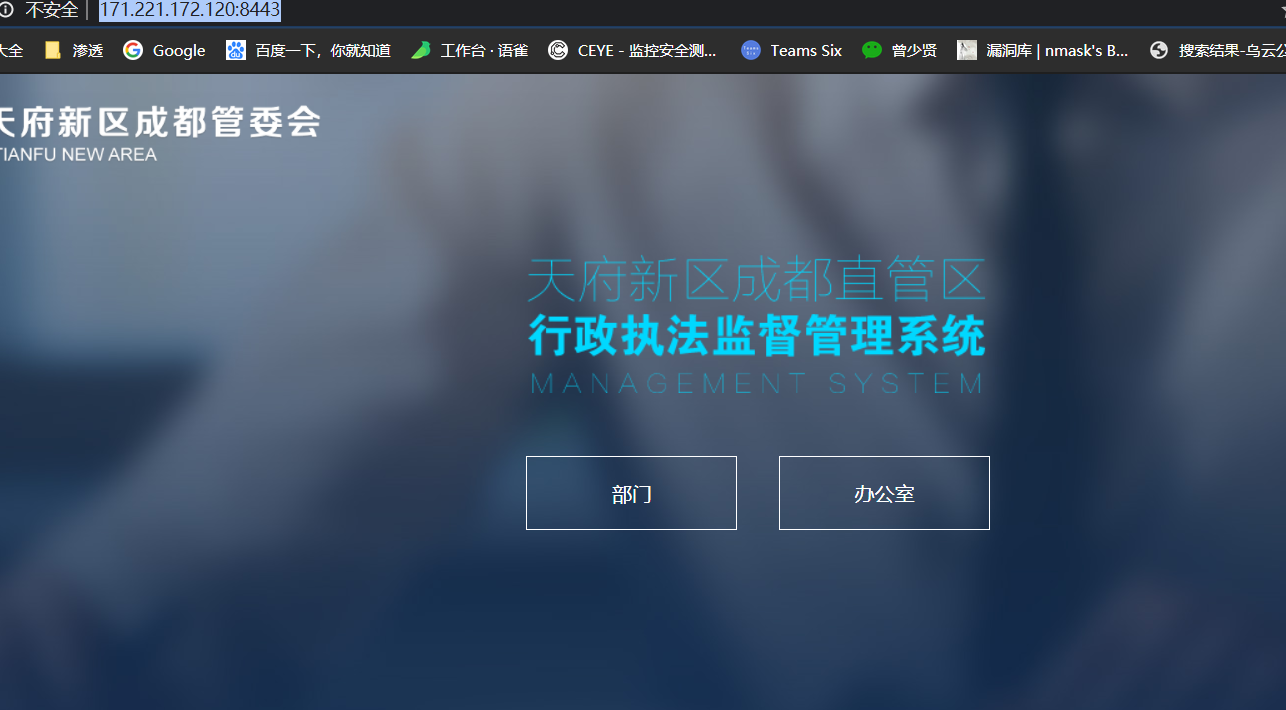 不安全 171.221.172.120:8443
大全 渗透 Google 百度一下，你就知道 工作台 · 语雀 CEYE - 监控安全测... Teams Six 曾少贤 漏洞库 | nmask's B... 搜索结果-乌云公
天府新区成都管委会
TIANFU NEW AREA
天府新区成都直管区
行政执法监督管理系统
MANAGEMENT SYSTEM
部门 办公室